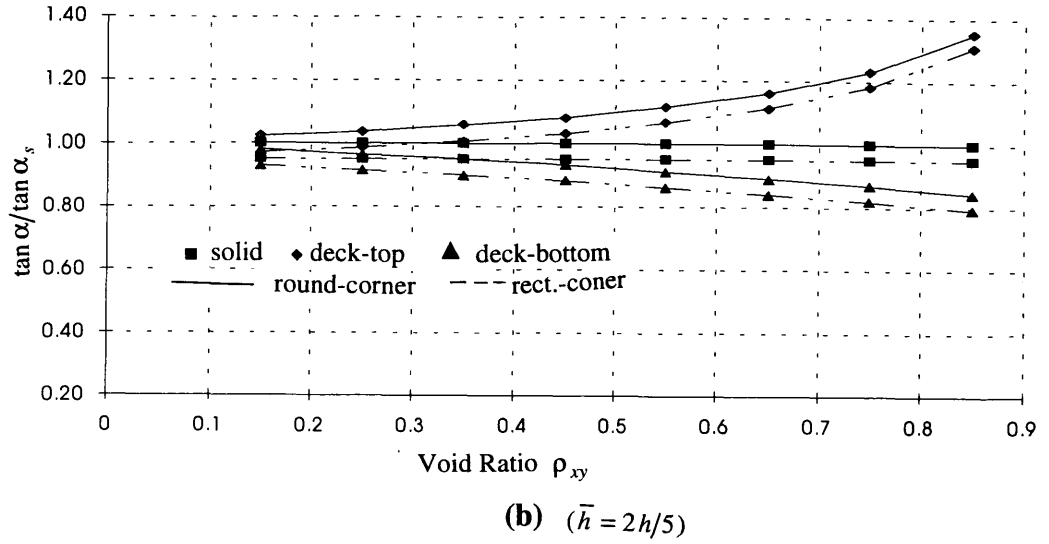 1.40
1.20
1.00
0.80
0.60
0.40
0.20
tan α/tan α_s
■ solid ◆ deck-top ▲ deck-bottom
round-corner rect.-coner
0 0.1 0.2 0.3 0.4 0.5 0.6 0.7 0.8 0.9
Void Ratio ρ_xy
(b) (h̄ = 2h/5)